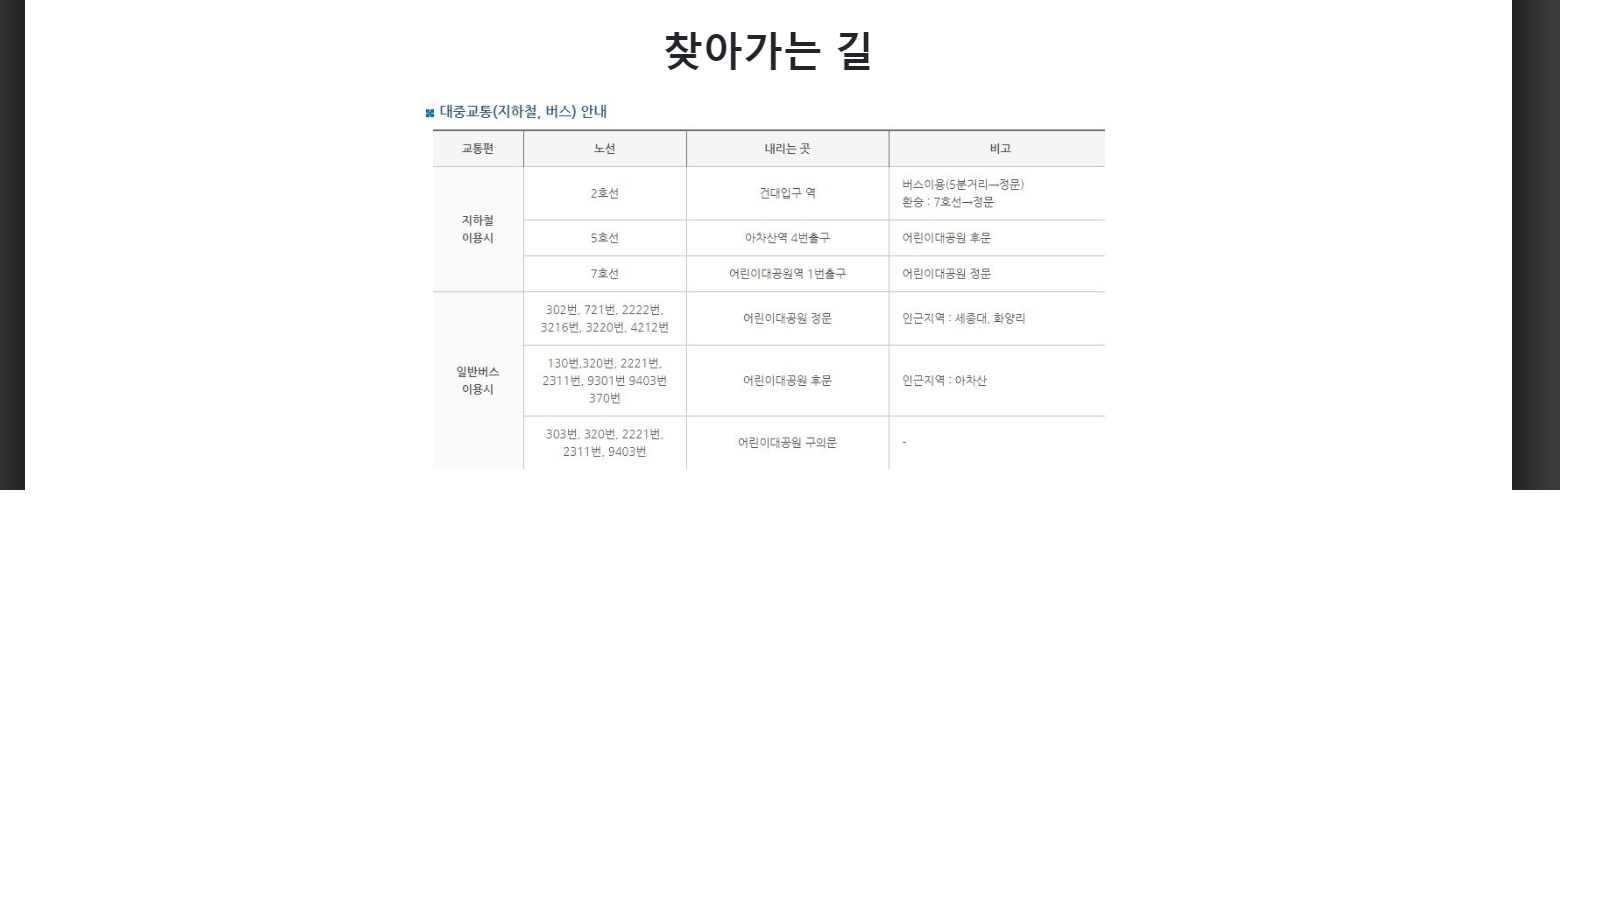 찾아가는 길
대중교통(지하철, 버스) 안내
교통편 노선 내리는 곳 비고
지하철
이용시
2호선 건대입구 역
버스이용(5분거리→정문)
환승 : 7호선→정문
5호선 아차산역 4번출구 어린이대공원 후문
7호선 어린이대공원역 1번출구 어린이대공원 정문
일반버스
이용시
302번, 721번, 2222번,
3216번, 3220번, 4212번
어린이대공원 정문 인근지역 : 세종대, 화양리
130번,320번, 2221번,
2311번, 9301번 9403번
370번
어린이대공원 후문 인근지역 : 아차산
303번, 320번, 2221번,
2311번, 9403번
어린이대공원 구의문 -